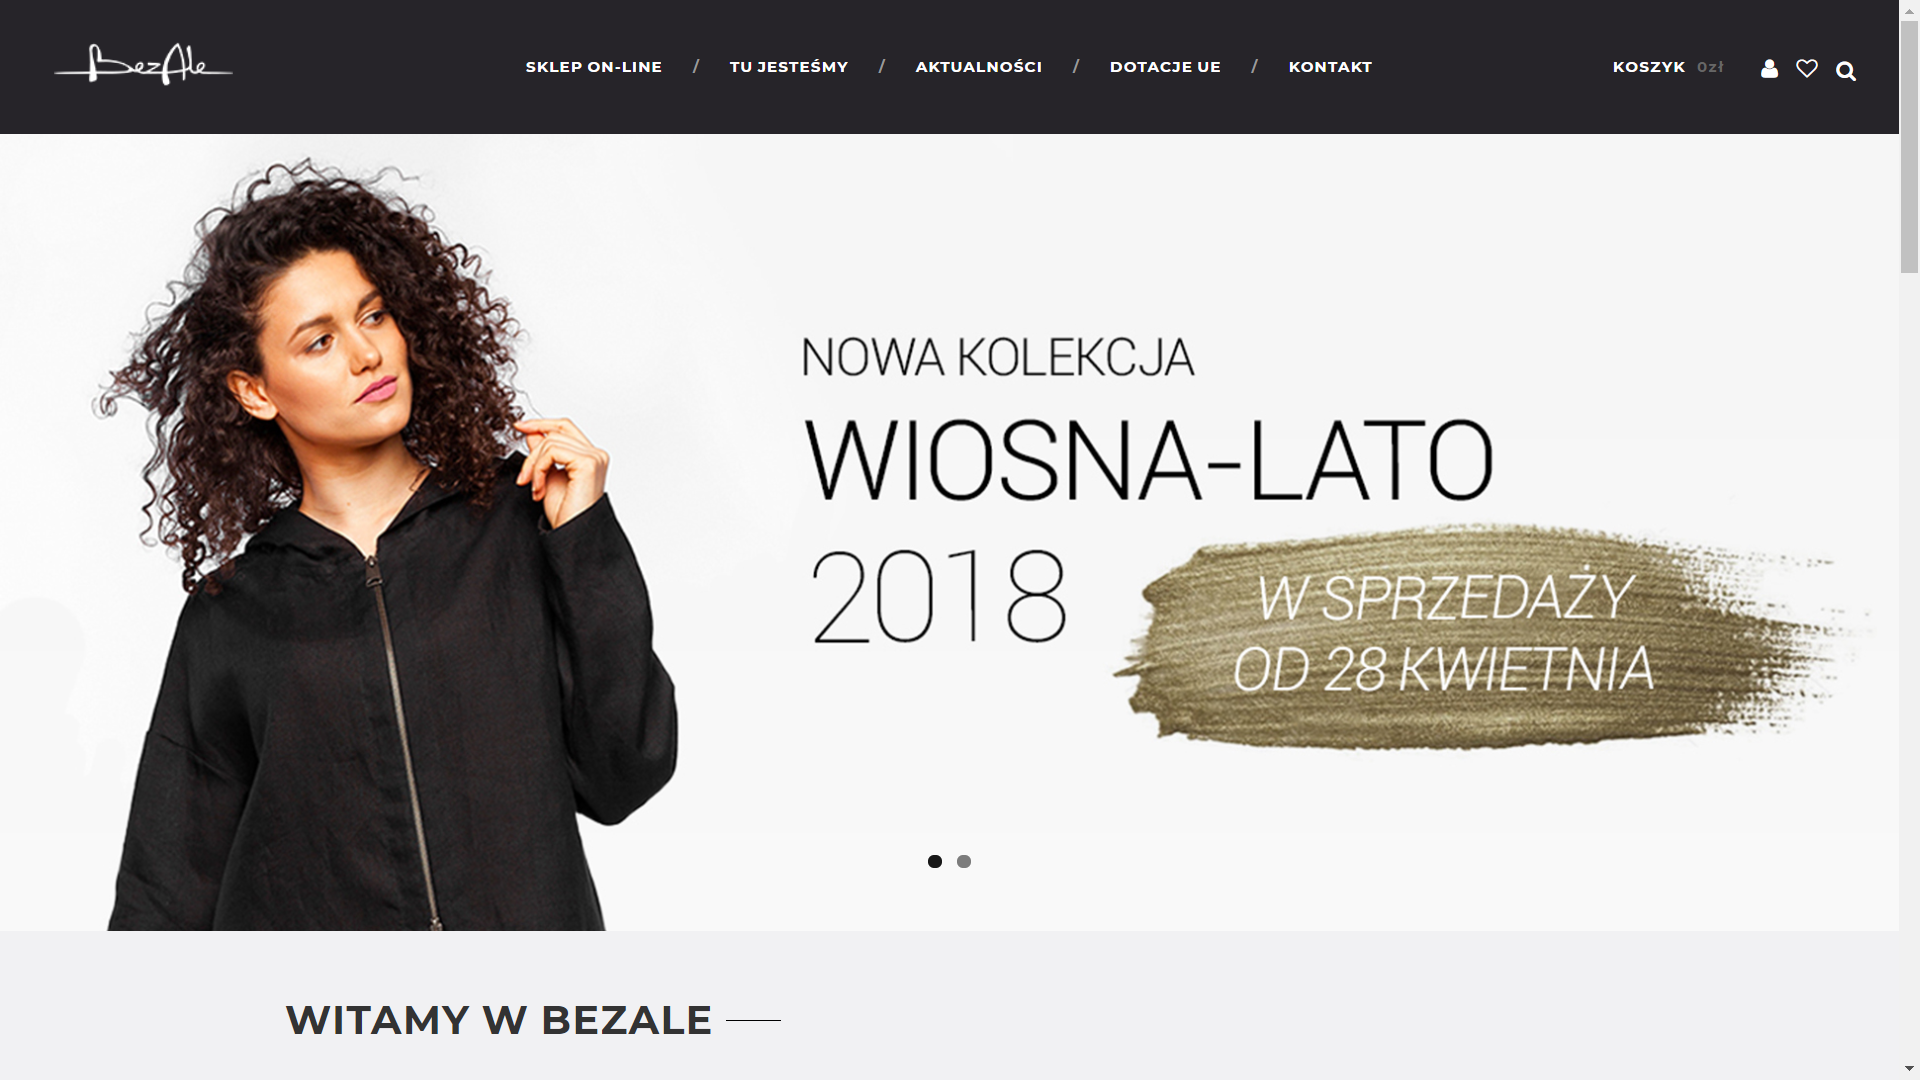 BezAle
SKLEP ON-LINE / TU JESTEŚMY / AKTUALNOŚCI / DOTACJE UE / KONTAKT
KOSZYK 0zł
NOWA KOLEKCJA
WIOSNA-LATO
2018
W SPRZEDAŻY
OD 28 KWIETNIA
WITAMY W BEZALE